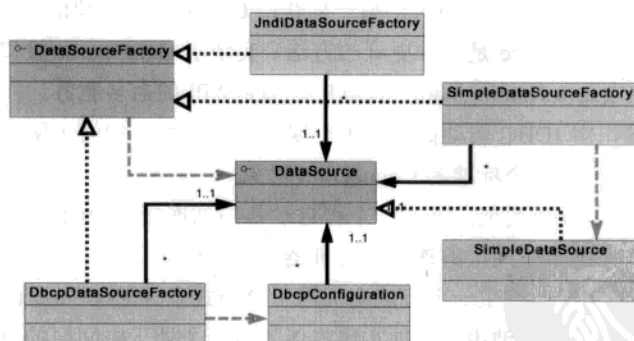 JndiDataSourceFactory
DataSourceFactory
SimpleDataSourceFactory
1..1
DataSource
1..1
1..1
SimpleDataSource
DbcpDataSourceFactory
DbcpConfiguration